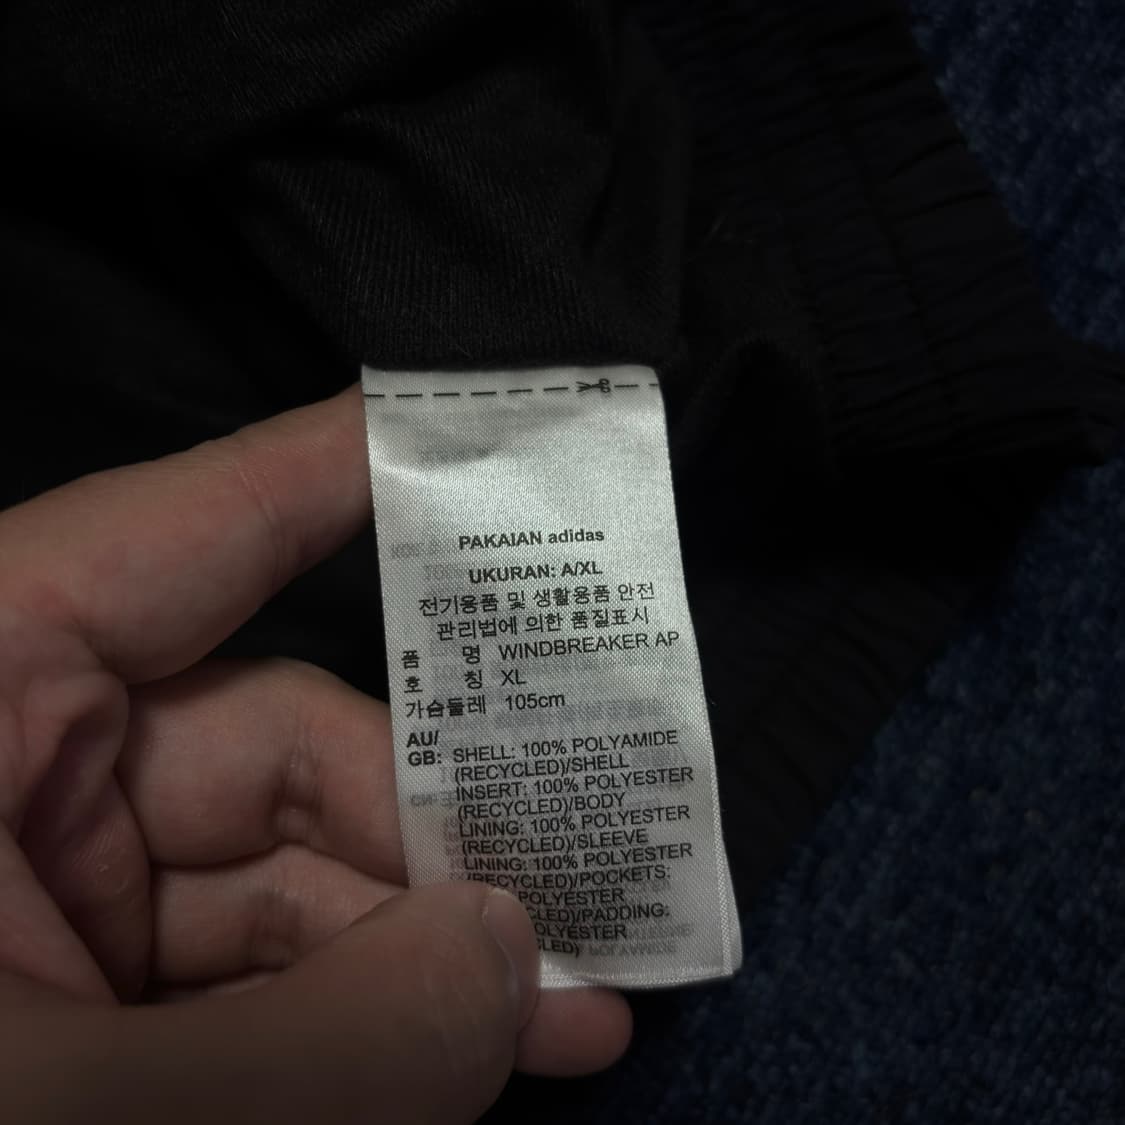 PAKAIAN adidas
UKURAN: A/XL
전기용품 및 생활용품 안전
관리법에 의한 품질표시
품 명 WINDBREAKER AP
호 칭 XL
가슴둘레 105cm
AU/
GB: SHELL: 100% POLYAMIDE
(RECYCLED)/SHELL
INSERT: 100% POLYESTER
(RECYCLED)/BODY
LINING: 100% POLYESTER
(RECYCLED)/SLEEVE
LINING: 100% POLYESTER
(RECYCLED)/POCKETS:
POLYESTER
CLED)/PADDING:
OLYESTER
CLED)